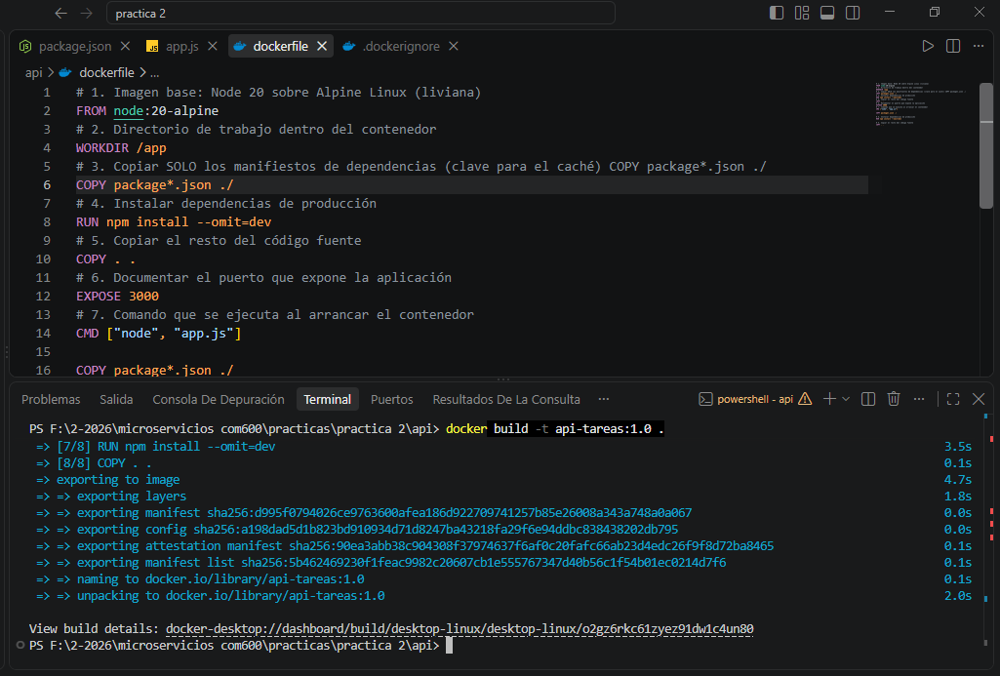 practica 2
package.json
app.js
dockerfile
.dockerignore
api > dockerfile > ...
1 # 1. Imagen base: Node 20 sobre Alpine Linux (liviana)
2 FROM node:20-alpine
3 # 2. Directorio de trabajo dentro del contenedor
4 WORKDIR /app
5 # 3. Copiar SOLO los manifiestos de dependencias (clave para el caché) COPY package*.json ./
6 COPY package*.json ./
7 # 4. Instalar dependencias de producción
8 RUN npm install --omit=dev
9 # 5. Copiar el resto del código fuente
10 COPY . .
11 # 6. Documentar el puerto que expone la aplicación
12 EXPOSE 3000
13 # 7. Comando que se ejecuta al arrancar el contenedor
14 CMD ["node", "app.js"]
15
16 COPY package*.json ./
Problemas Salida Consola De Depuración Terminal Puertos Resultados De La Consulta ... powershell - api
PS F:\2-2026\microservicios com600\practicas\practica 2\api> docker build -t api-tareas:1.0 .
=> [7/8] RUN npm install --omit=dev 3.5s
=> [8/8] COPY . . 0.1s
=> exporting to image 4.7s
=> => exporting layers 1.8s
=> => exporting manifest sha256:d995f0794026ce9763600afea186d922709741257b85e26008a343a748a0a067 0.0s
=> => exporting config sha256:a198dad5d1b823bd910934d71d8247ba43218fa29f6e94ddbc838438202db795 0.0s
=> => exporting attestation manifest sha256:90ea3abb38c904308f37974637f6af0c20fafc66ab23d4edc26f9f8d72ba8465 0.1s
=> => exporting manifest list sha256:5b462469230f1feac9982c20607cb1e555767347d40b56c1f54b01ec0214d7f6 0.1s
=> => naming to docker.io/library/api-tareas:1.0 0.1s
=> => unpacking to docker.io/library/api-tareas:1.0 2.0s
View build details: docker-desktop://dashboard/build/desktop-linux/desktop-linux/o2gz6rkc61zyez91dw1c4un80
PS F:\2-2026\microservicios com600\practicas\practica 2\api>